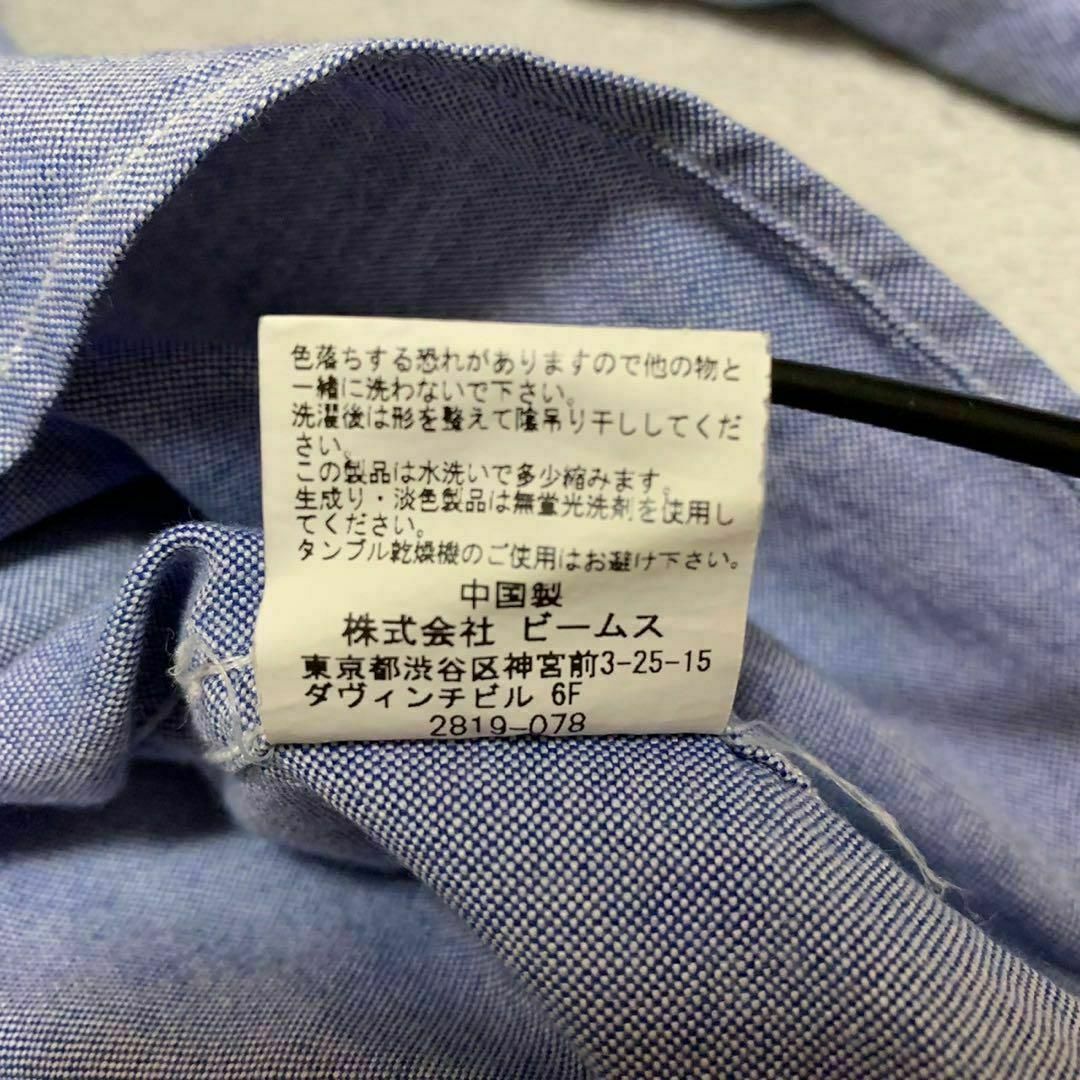 色落ちする恐れがありますので他の物と
一緒に洗わないで下さい。
洗濯後は形を整えて陰吊り干ししてくだ
さい。
この製品は水洗いで多少縮みます。
生成り・淡色製品は無蛍光洗剤を使用し
てください。
タンブル乾燥機のご使用はお避け下さい。
中国製
株式会社 ビームス
東京都渋谷区神宮前3-25-15
ダヴィンチビル 6F
2819-078